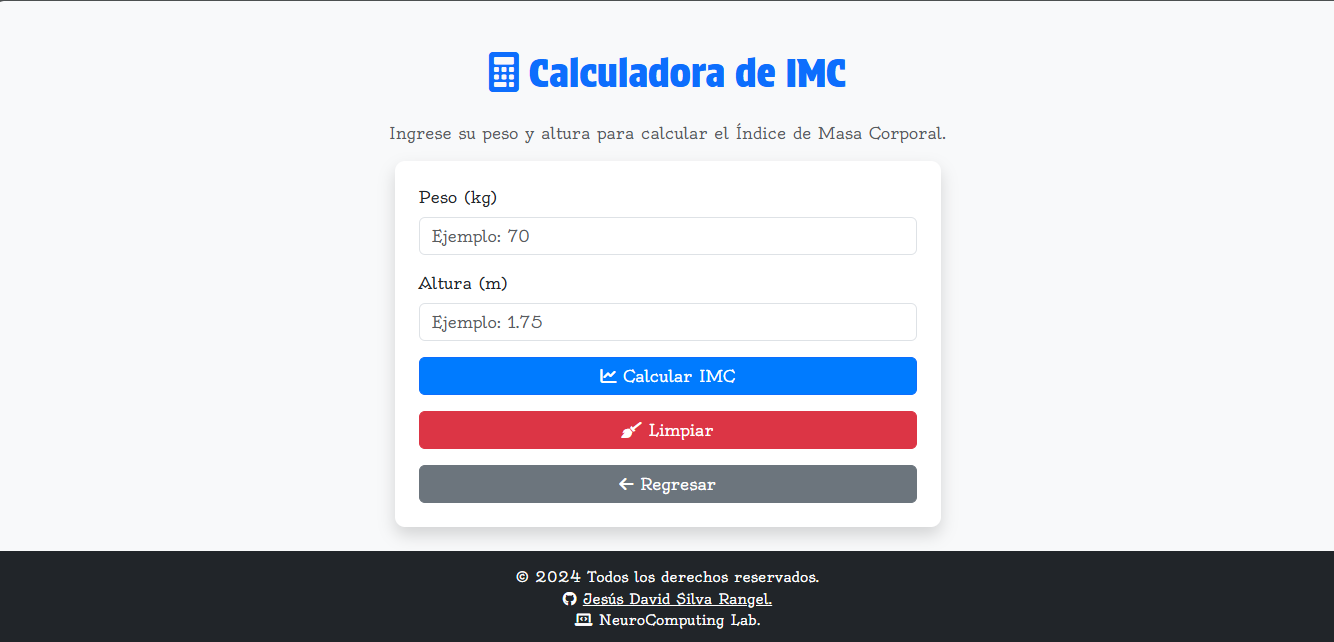 Calculadora de IMC
Ingrese su peso y altura para calcular el Índice de Masa Corporal.
Peso (kg)
Ejemplo: 70
Altura (m)
Ejemplo: 1.75
Calcular IMC
Limpiar
Regresar
© 2024 Todos los derechos reservados.
Jesús David Silva Rangel.
NeuroComputing Lab.